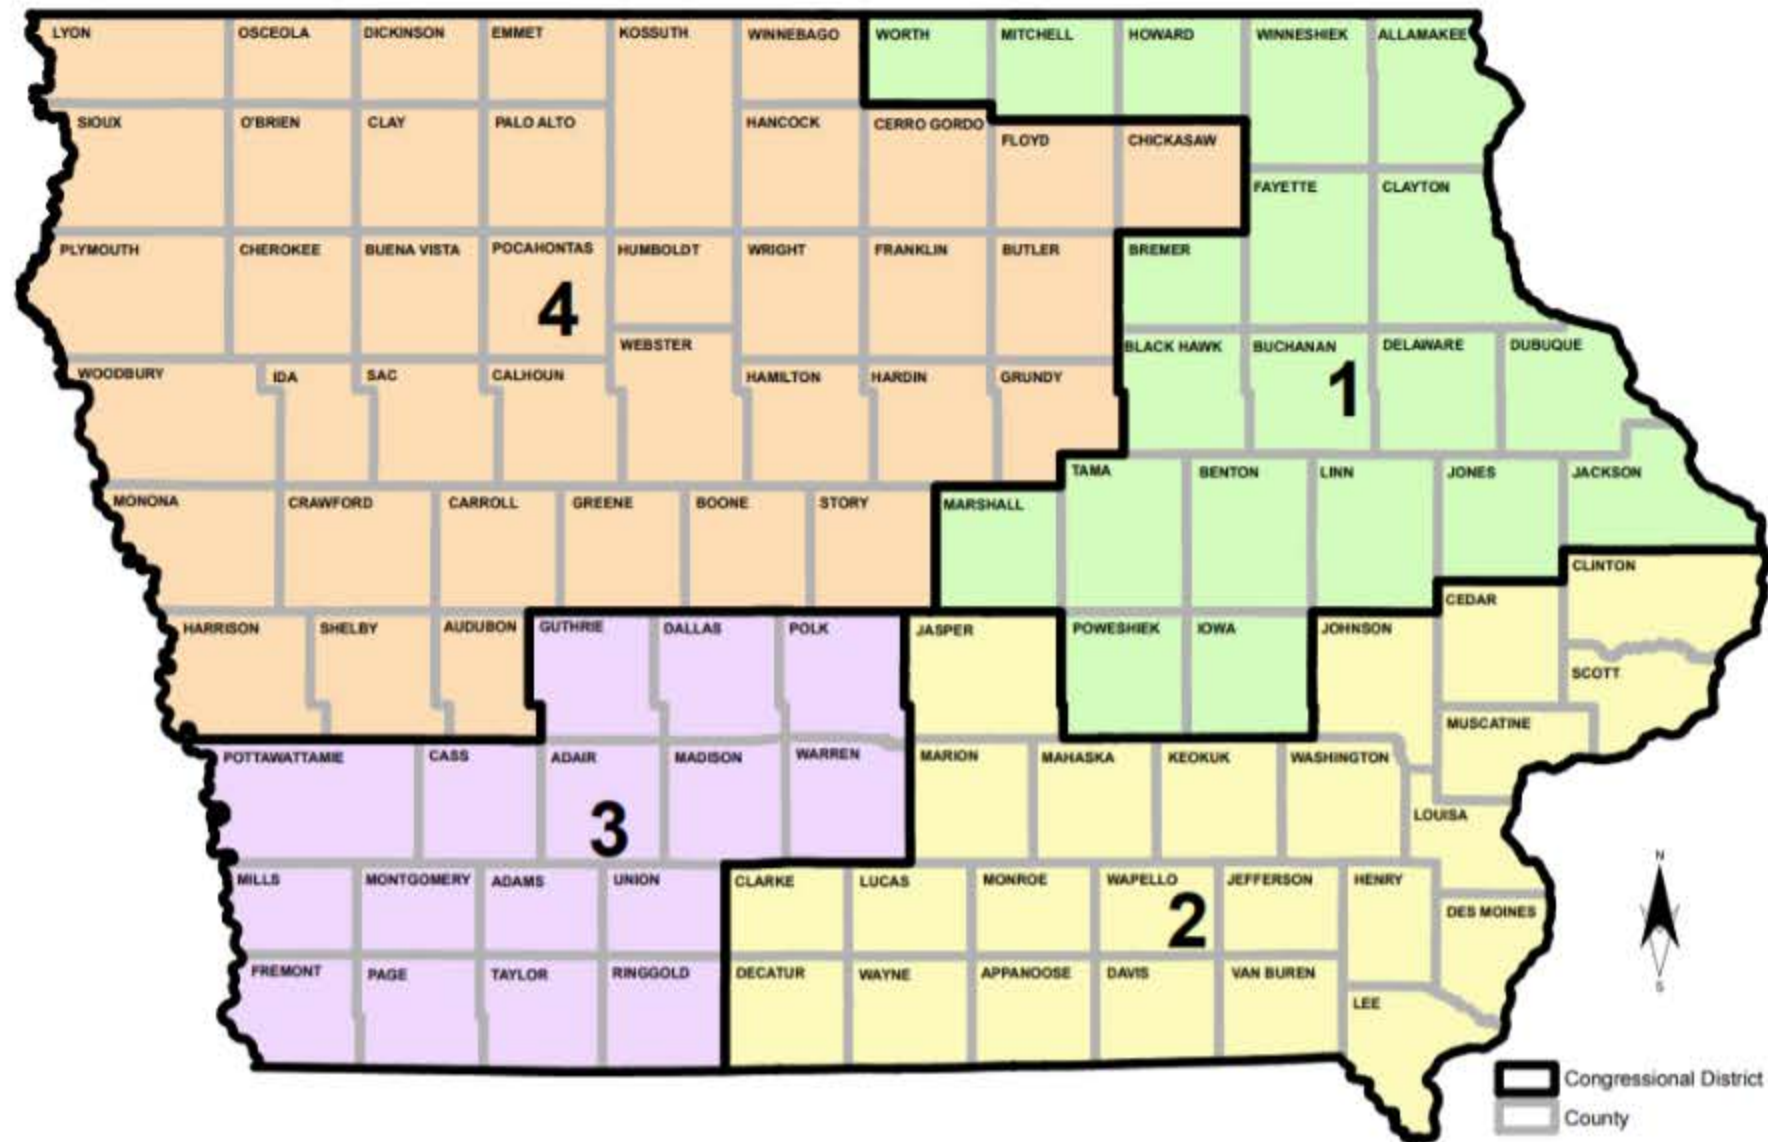 LYON OSCEOLA DICKINSON EMMET KOSSUTH WINNEBAGO WORTH MITCHELL HOWARD WINNESHIEK ALLAMAKEE
SIOUX O'BRIEN CLAY PALO ALTO HANCOCK CERRO GORDO FLOYD CHICKASAW
FAYETTE CLAYTON
PLYMOUTH CHEROKEE BUENA VISTA POCAHONTAS HUMBOLDT WRIGHT FRANKLIN BUTLER BREMER
4
WEBSTER BLACK HAWK BUCHANAN DELAWARE DUBUQUE
1
WOODBURY IDA SAC CALHOUN HAMILTON HARDIN GRUNDY
TAMA BENTON LINN JONES JACKSON
MONONA CRAWFORD CARROLL GREENE BOONE STORY MARSHALL
CLINTON
CEDAR
HARRISON SHELBY AUDUBON GUTHRIE DALLAS POLK JASPER POWESHIEK IOWA JOHNSON
SCOTT
MUSCATINE
POTTAWATTAMIE CASS ADAIR MADISON WARREN MARION MAHASKA KEOKUK WASHINGTON
3
LOUISA
MILLS MONTGOMERY ADAMS UNION CLARKE LUCAS MONROE WAPELLO JEFFERSON HENRY
2
DES MOINES
FREMONT PAGE TAYLOR RINGGOLD DECATUR WAYNE APPANOOSE DAVIS VAN BUREN
LEE
N
S
Congressional District
County